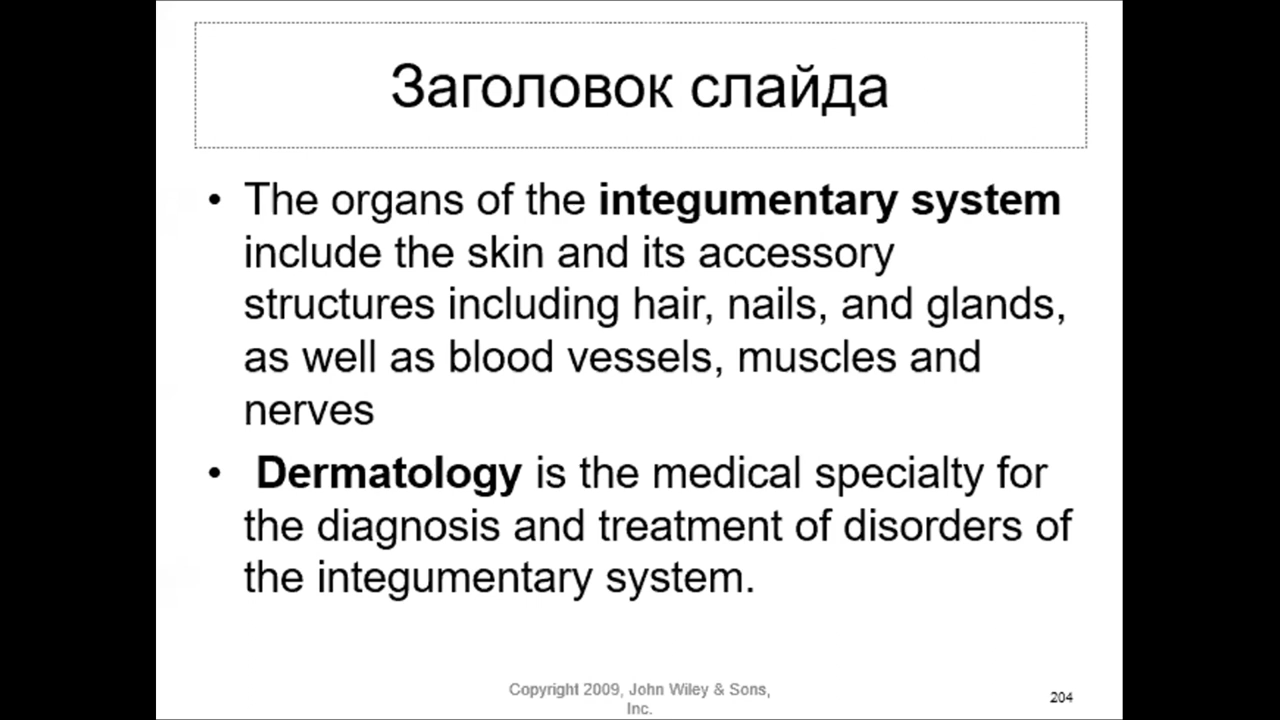 Заголовок слайда
• The organs of the integumentary system
include the skin and its accessory
structures including hair, nails, and glands,
as well as blood vessels, muscles and
nerves
• Dermatology is the medical specialty for
the diagnosis and treatment of disorders of
the integumentary system.
Copyright 2009, John Wiley & Sons,
Inc.
204